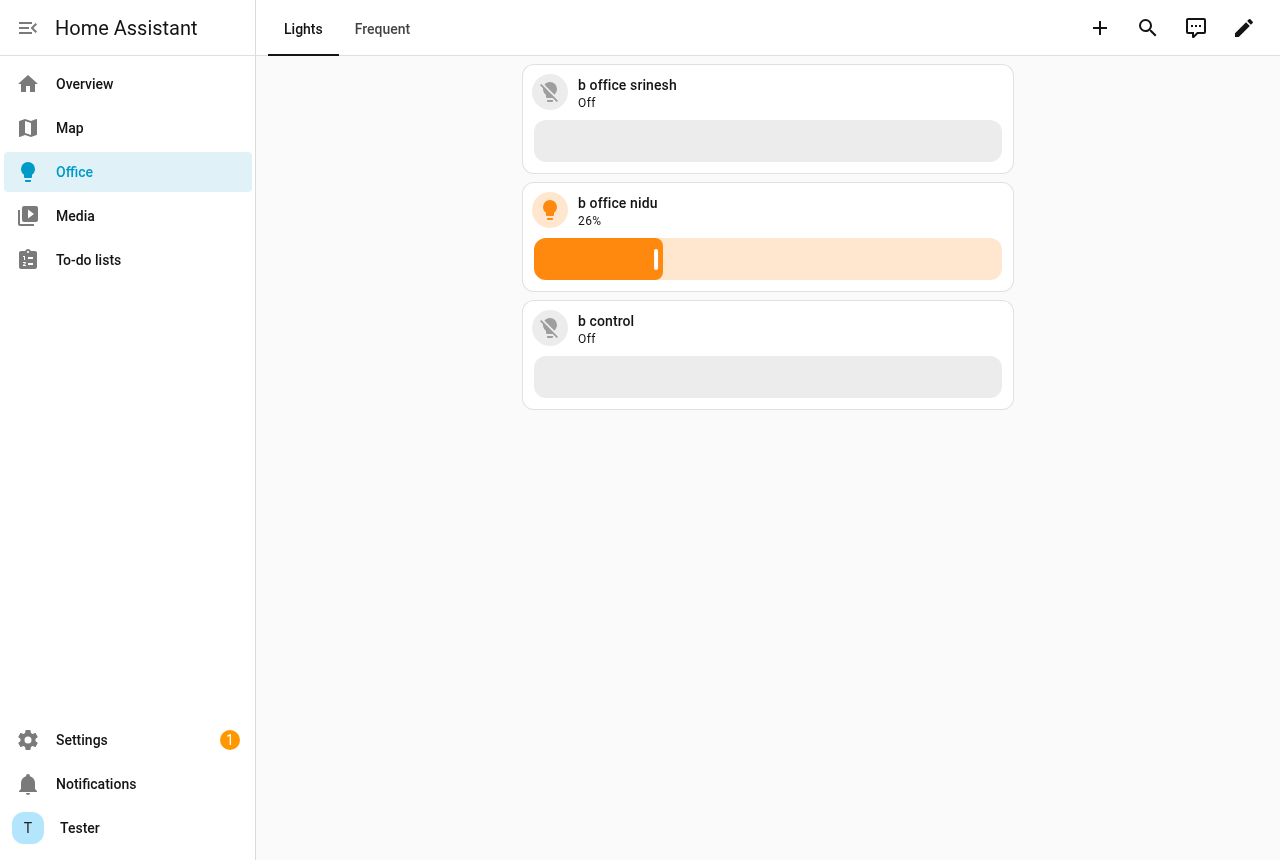 Home Assistant
Lights
Frequent
Overview
Map
Office
Media
To-do lists
Settings
1
Notifications
T
Tester
b office srinesh
Off
b office nidu
26%
b control
Off